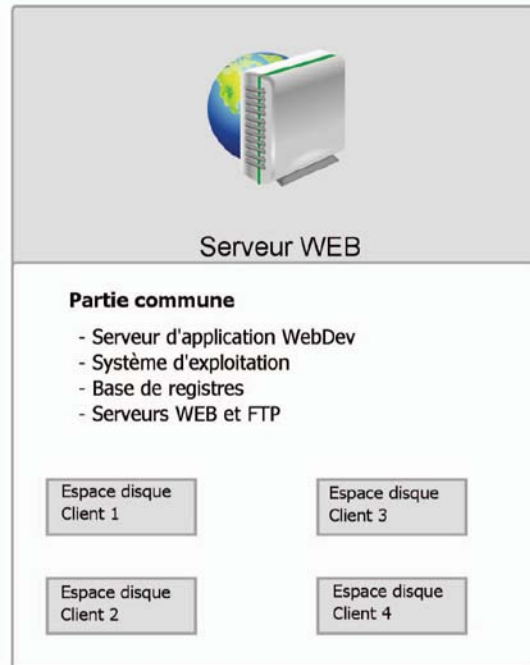 Serveur WEB
Partie commune
- Serveur d'application WebDev
- Système d'exploitation
- Base de registres
- Serveurs WEB et FTP
Espace disque
Client 1
Espace disque
Client 3
Espace disque
Client 2
Espace disque
Client 4